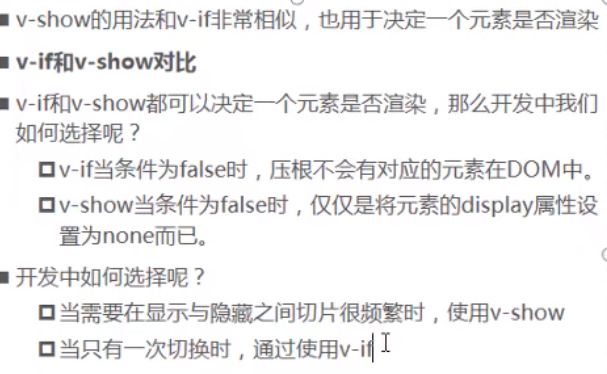 v-show的用法和v-if非常相似，也用于决定一个元素是否渲染
v-if和v-show对比
v-if和v-show都可以决定一个元素是否渲染，那么开发中我们
如何选择呢？
v-if当条件为false时，压根不会有对应的元素在DOM中。
v-show当条件为false时，仅仅是将元素的display属性设
置为none而已。
开发中如何选择呢？
当需要在显示与隐藏之间切片很频繁时，使用v-show
当只有一次切换时，通过使用v-if